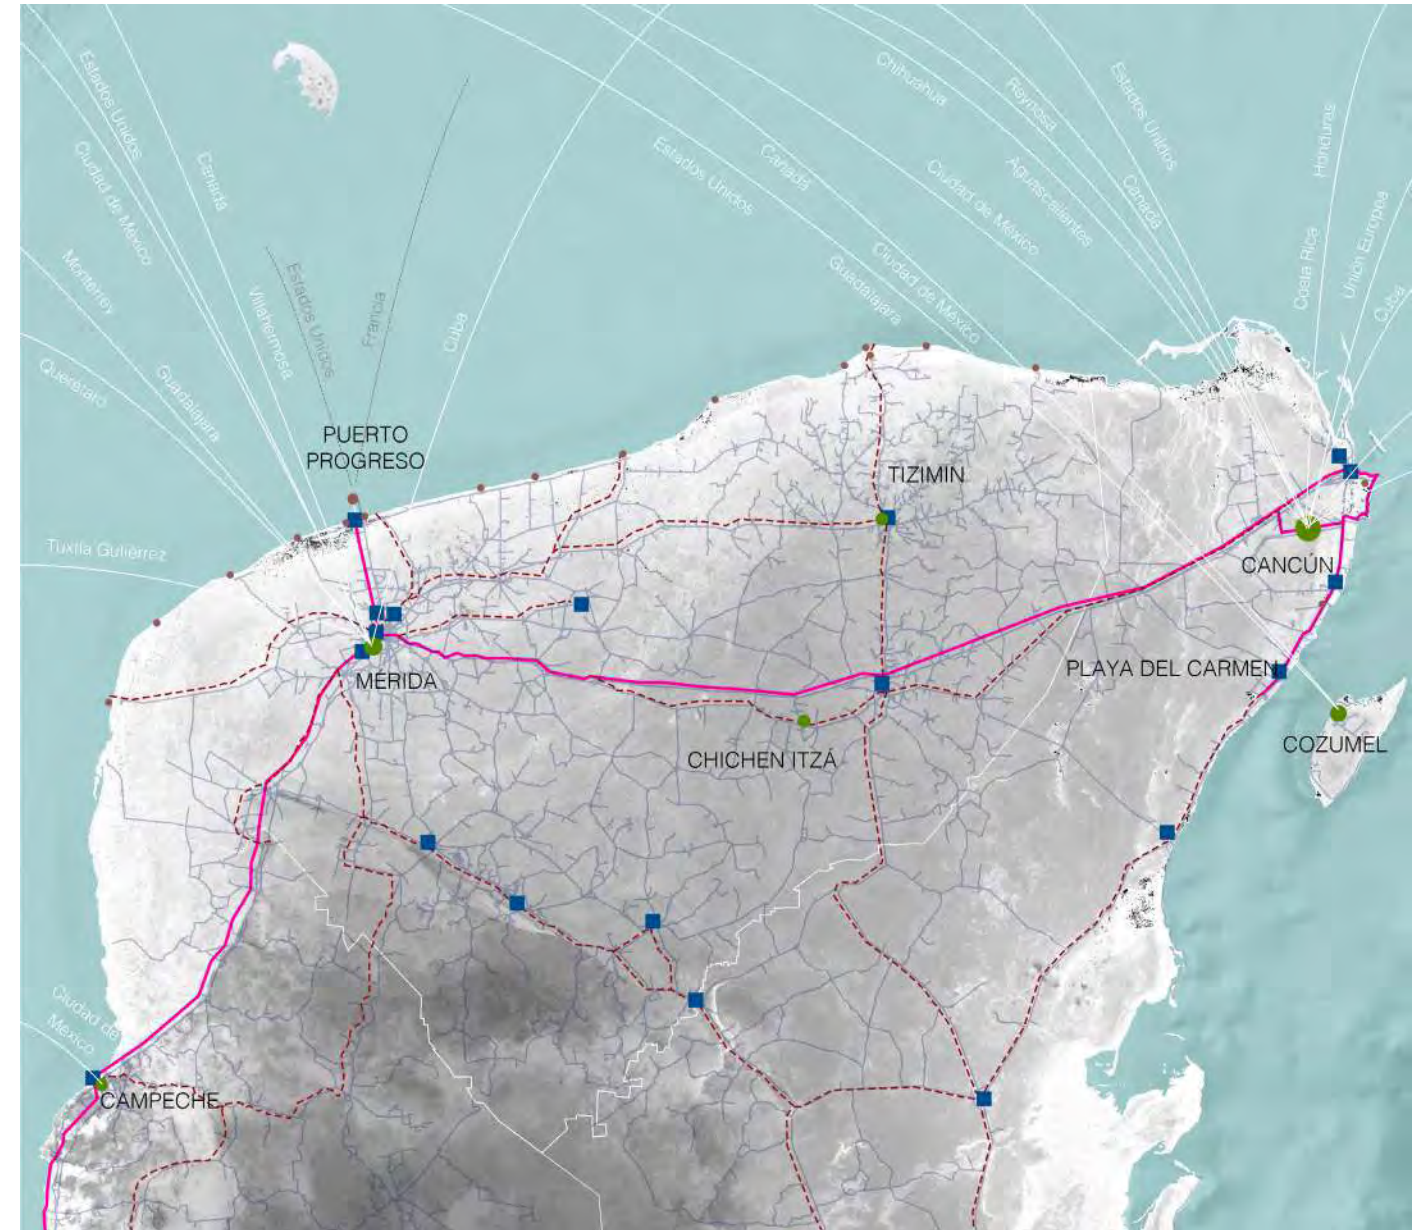 Estados Unidos
Ciudad de México
Canadá
Monterrey
Villahermosa
Querétaro
Guadalajara
Estados Unidos
Francia
Cuba
Estados Unidos
Canadá
Chihuahua
Reynosa
Estados Unidos
Aguascalientes
Ciudad de México
Canadá
Ciudad de México
Guadalajara
Honduras
Costa Rica
Unión Europea
Cuba
PUERTO
PROGRESO
TIZIMIN
Tuxtla Gutiérrez
CANCÚN
MÉRIDA
PLAYA DEL CARMEN
CHICHEN ITZÁ
COZUMEL
Ciudad de
México
CAMPECHE